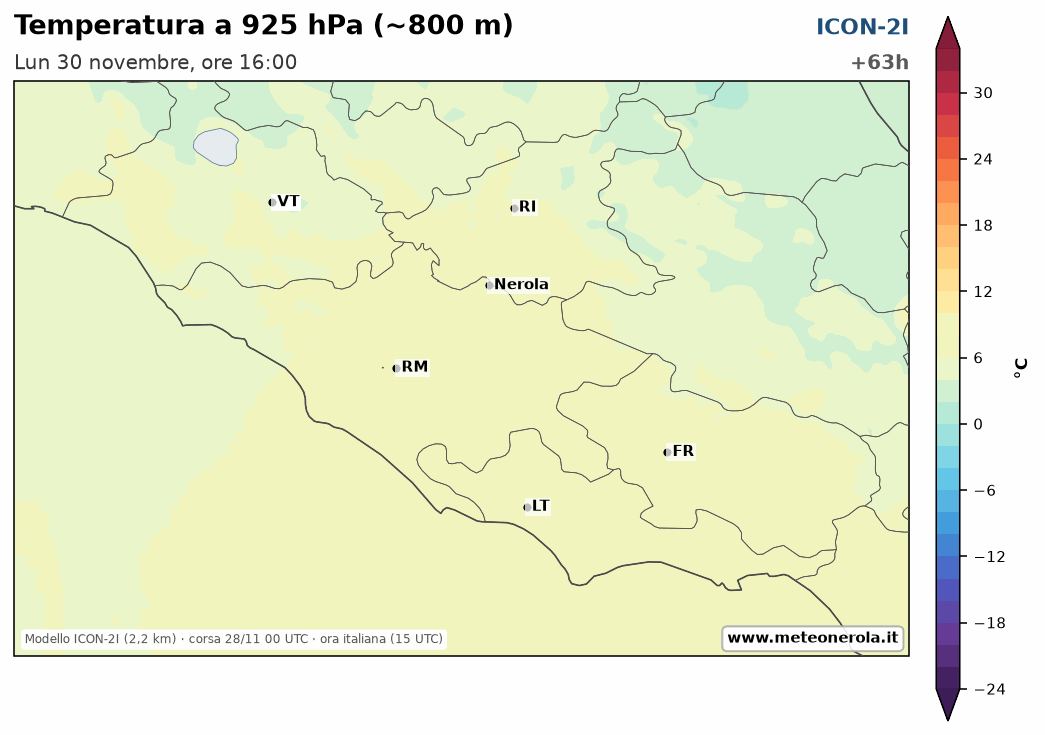 Temperatura a 925 hPa (~800 m)
ICON-2I
Lun 30 novembre, ore 16:00
+63h
VT
RI
Nerola
RM
FR
LT
30
24
18
12
6
0
−6
−12
−18
−24
°C
Modello ICON-2I (2,2 km) · corsa 28/11 00 UTC · ora italiana (15 UTC)
www.meteonerola.it